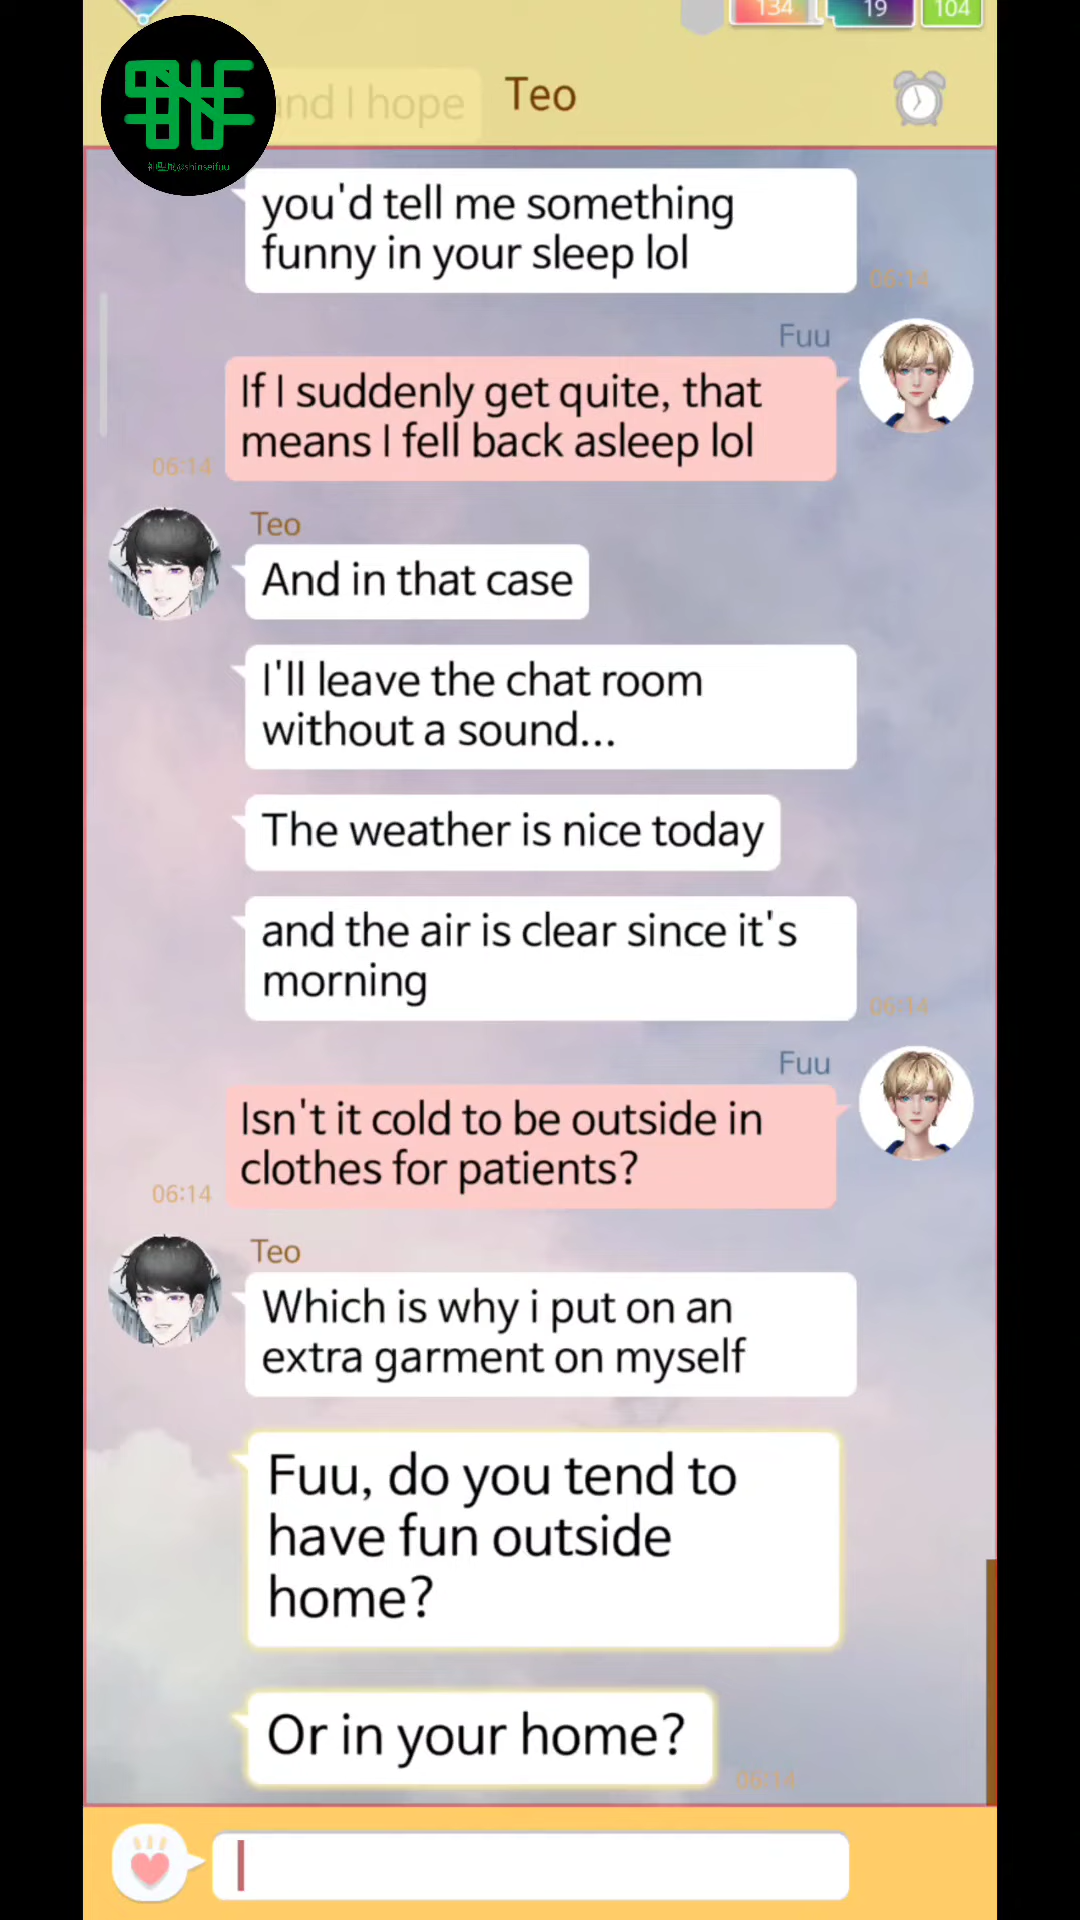 134
19
104
and I hope
Teo
@shinseifuu
you'd tell me something
funny in your sleep lol
06:14
Fuu
If I suddenly get quite, that
means I fell back asleep lol
06:14
Teo
And in that case
I'll leave the chat room
without a sound...
The weather is nice today
and the air is clear since it's
morning
06:14
Fuu
Isn't it cold to be outside in
clothes for patients?
06:14
Teo
Which is why i put on an
extra garment on myself
Fuu, do you tend to
have fun outside
home?
Or in your home?
06:14